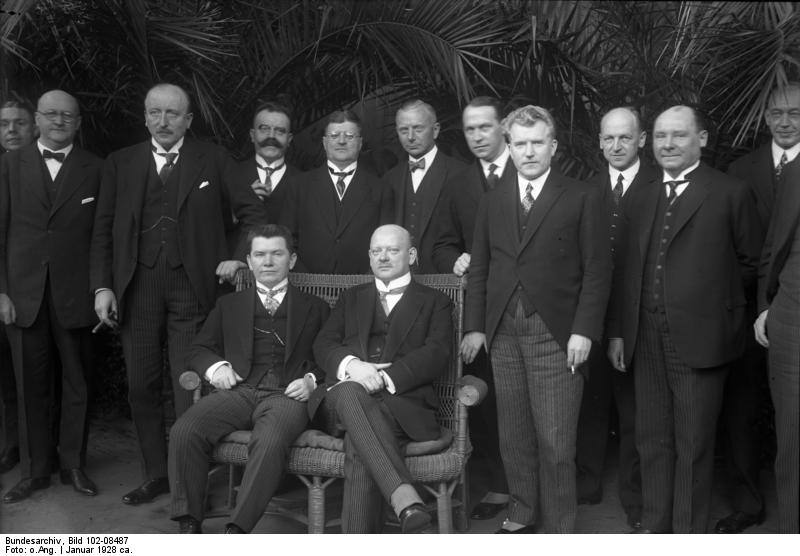 Bundesarchiv, Bild 102-08487
Foto: o.Ang. | Januar 1928 ca.